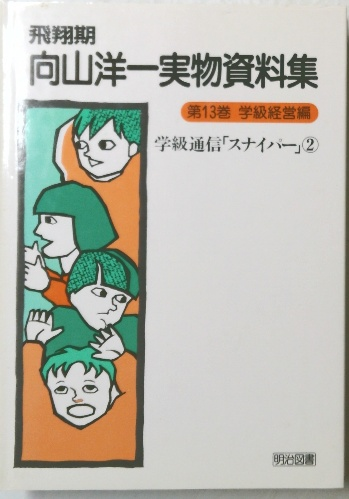 飛翔期
向山洋一実物資料集
第13巻 学級経営編
学級通信「スナイパー」②
明治図書